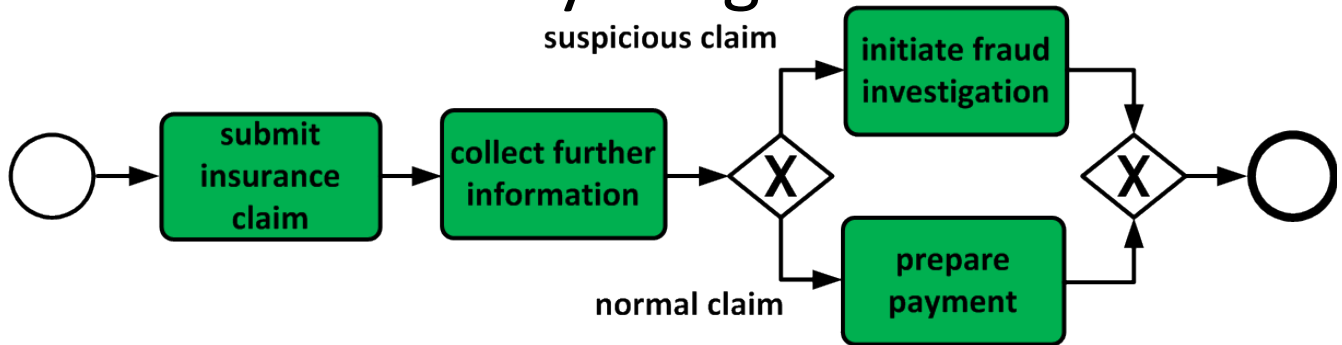 submit
insurance
claim
collect further
information
suspicious claim
X
normal claim
initiate fraud
investigation
prepare
payment
X